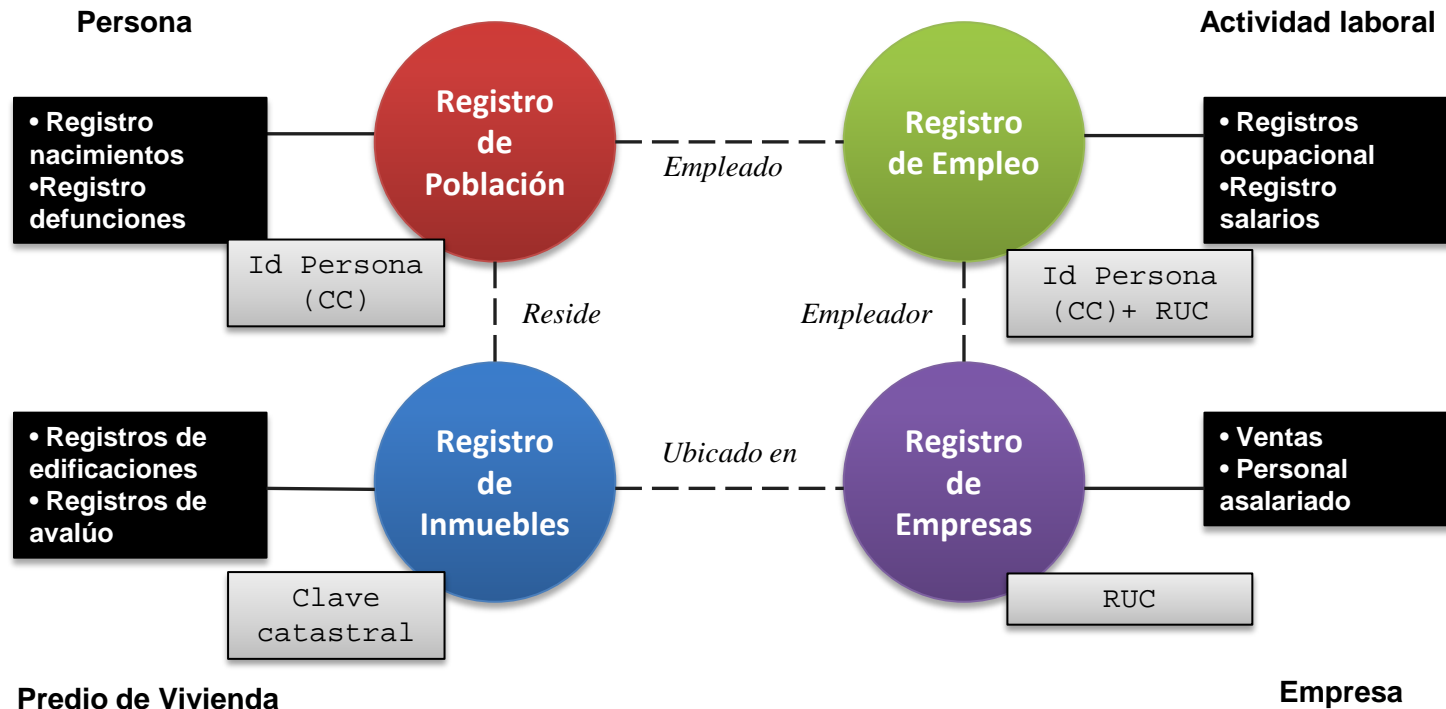 Persona
Actividad laboral
• Registro
nacimientos
•Registro
defunciones
Registro
de
Población
Id Persona
(CC)
Empleado
Registro
de Empleo
• Registros
ocupacional
•Registro
salarios
Id Persona
(CC)+ RUC
Reside
Empleador
• Registros de
edificaciones
• Registros de
avalúo
Registro
de
Inmuebles
Clave
catastral
Ubicado en
Registro
de
Empresas
• Ventas
• Personal
asalariado
RUC
Predio de Vivienda
Empresa